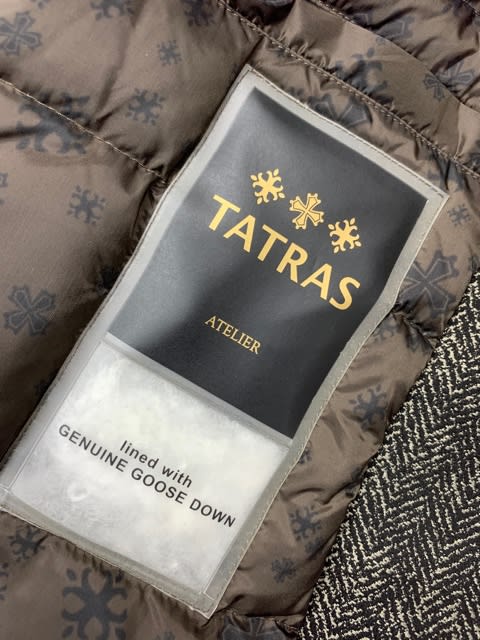 TATRAS
ATELIER
lined with
GENUINE GOOSE DOWN